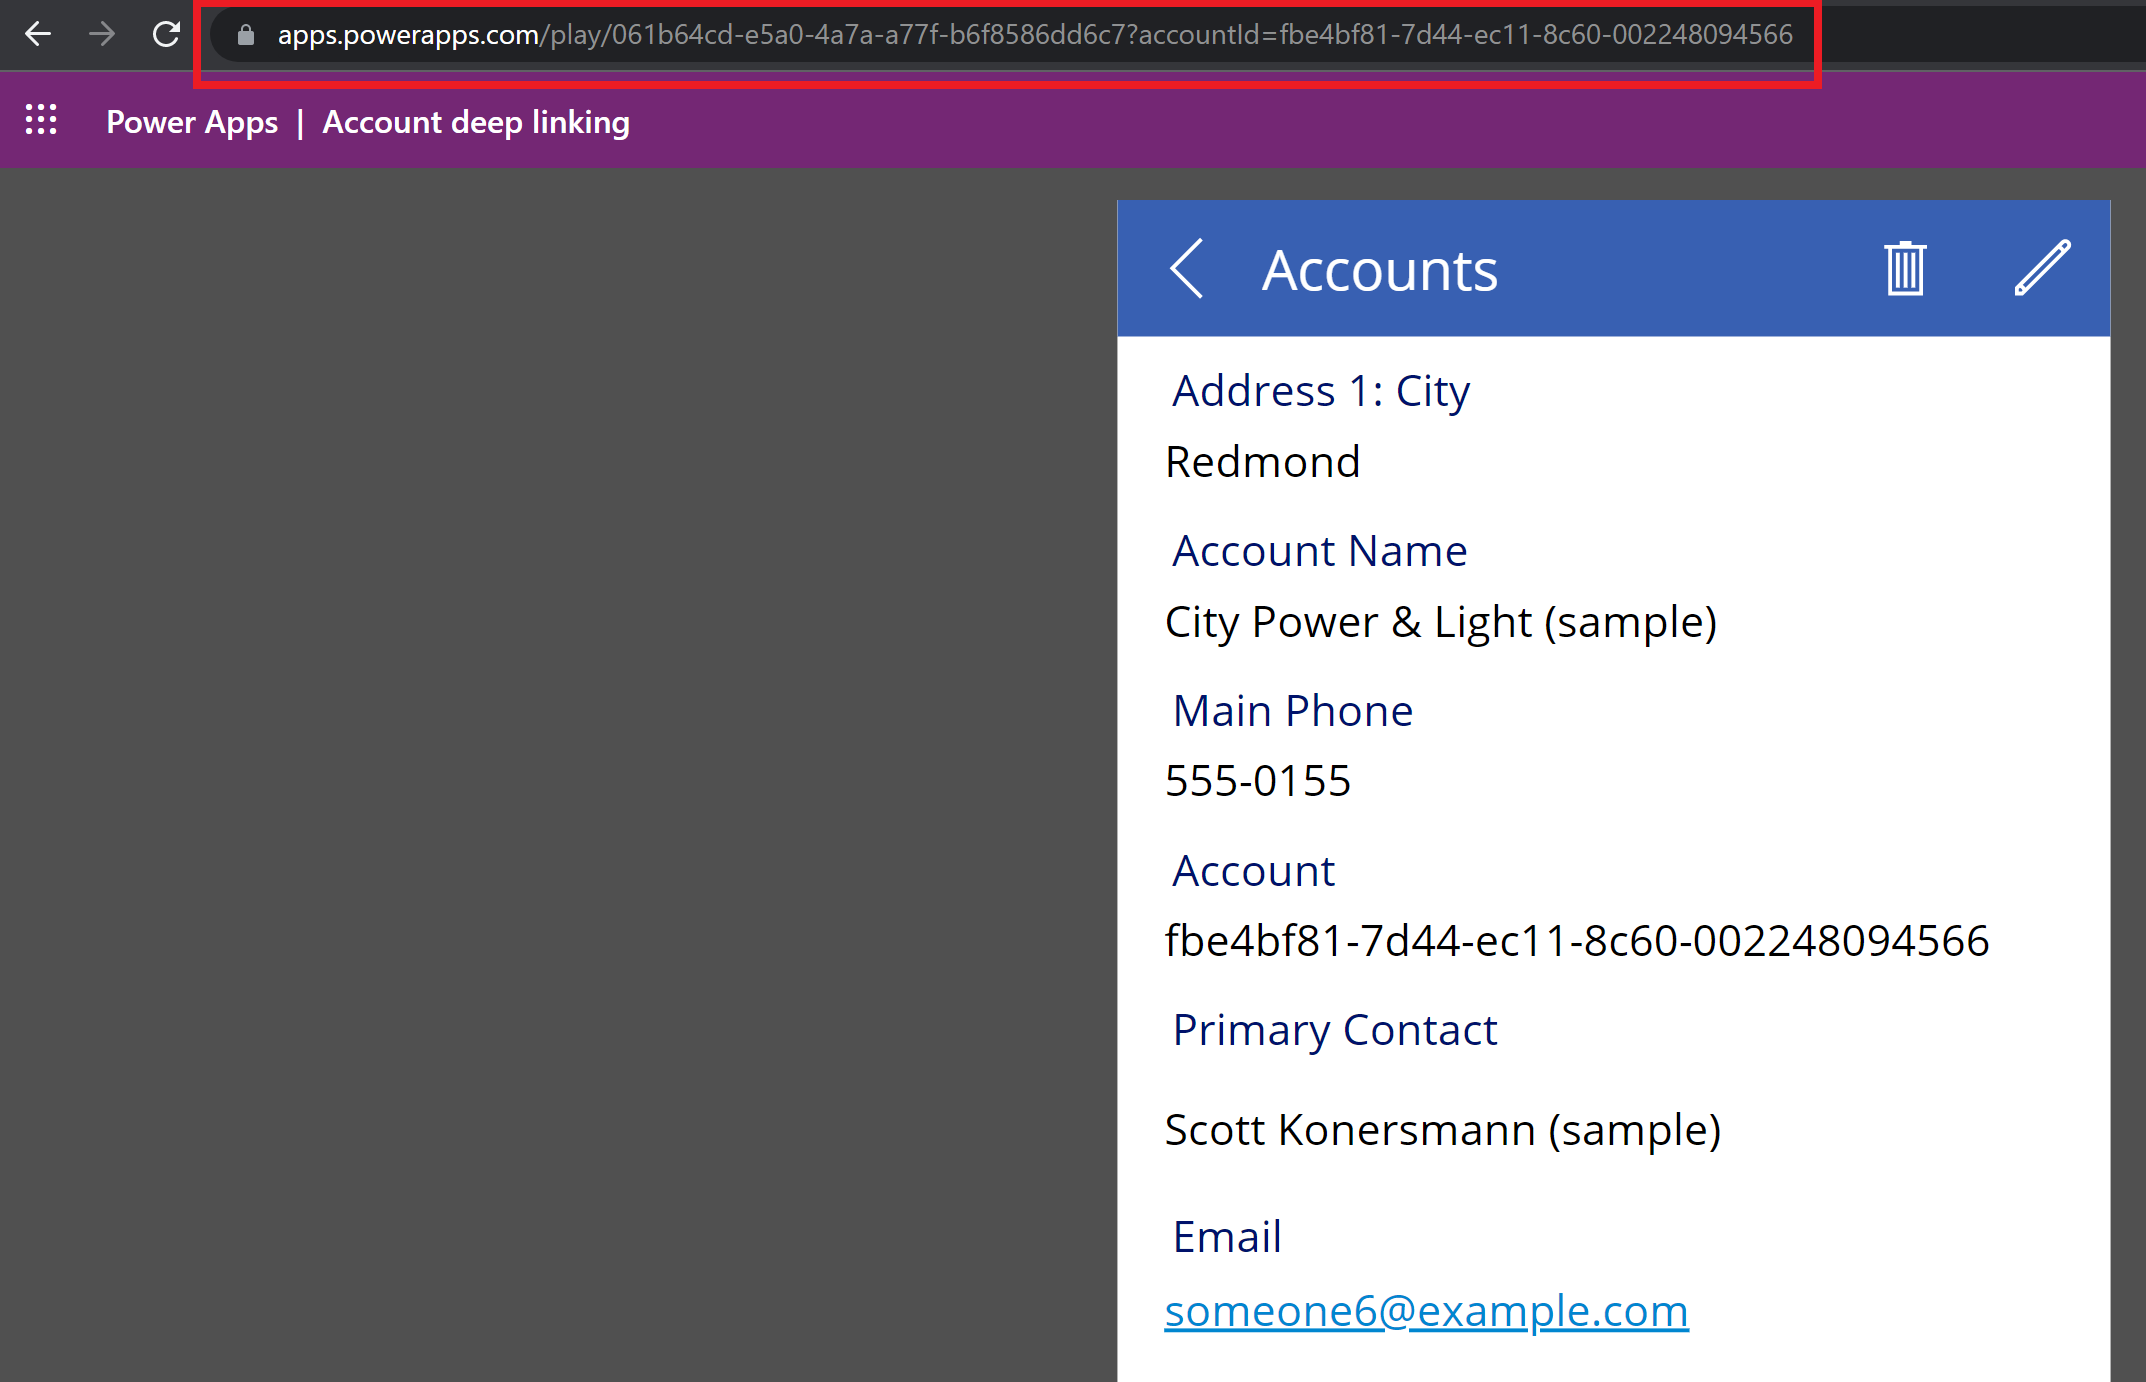 apps.powerapps.com/play/061b64cd-e5a0-4a7a-a77f-b6f8586dd6c7?accountId=fbe4bf81-7d44-ec11-8c60-002248094566
Power Apps | Account deep linking
Accounts
Address 1: City
Redmond
Account Name
City Power & Light (sample)
Main Phone
555-0155
Account
fbe4bf81-7d44-ec11-8c60-002248094566
Primary Contact
Scott Konersmann (sample)
Email
someone6@example.com